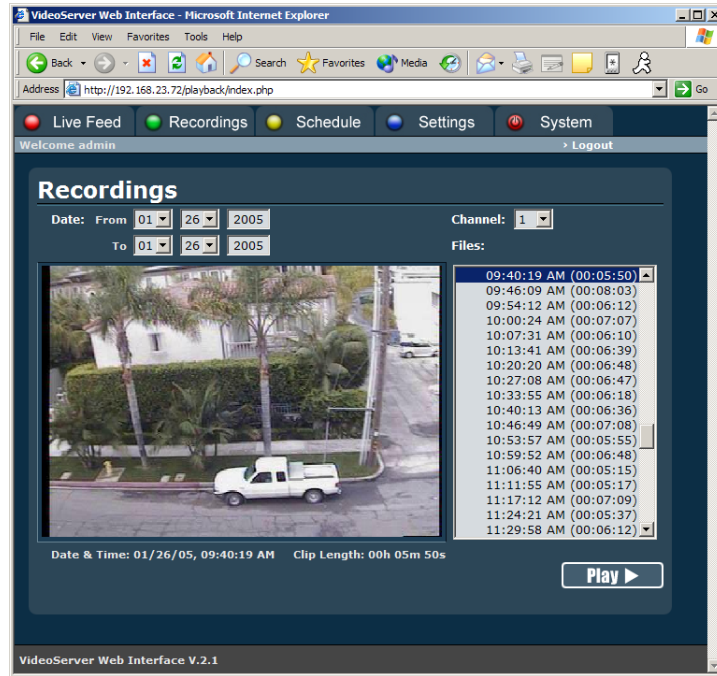 VideoServer Web Interface - Microsoft Internet Explorer
File Edit View Favorites Tools Help
Back Search Favorites Media
Address http://192.168.23.72/playback/index.php Go
Live Feed Recordings Schedule Settings System
Welcome admin > Logout
Recordings
Date: From 01 26 2005 Channel: 1
To 01 26 2005 Files:
09:40:19 AM (00:05:50)
09:46:09 AM (00:08:03)
09:54:12 AM (00:06:12)
10:00:24 AM (00:07:07)
10:07:31 AM (00:06:10)
10:13:41 AM (00:06:39)
10:20:20 AM (00:06:48)
10:27:08 AM (00:06:47)
10:33:55 AM (00:06:18)
10:40:13 AM (00:06:36)
10:46:49 AM (00:07:08)
10:53:57 AM (00:05:55)
10:59:52 AM (00:06:48)
11:06:40 AM (00:05:15)
11:11:55 AM (00:05:17)
11:17:12 AM (00:07:09)
11:24:21 AM (00:05:37)
11:29:58 AM (00:06:12)
Date & Time: 01/26/05, 09:40:19 AM Clip Length: 00h 05m 50s
Play
VideoServer Web Interface V.2.1